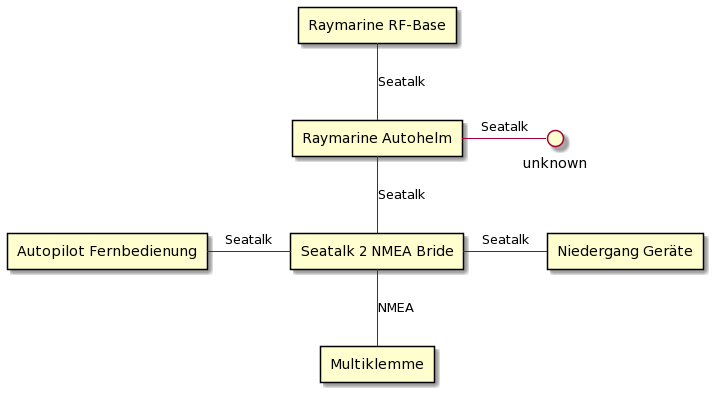 Raymarine RF-Base
Seatalk
Raymarine Autohelm
Seatalk
unknown
Seatalk
Autopilot Fernbedienung
Seatalk
Seatalk 2 NMEA Bride
Seatalk
Niedergang Geräte
NMEA
Multiklemme